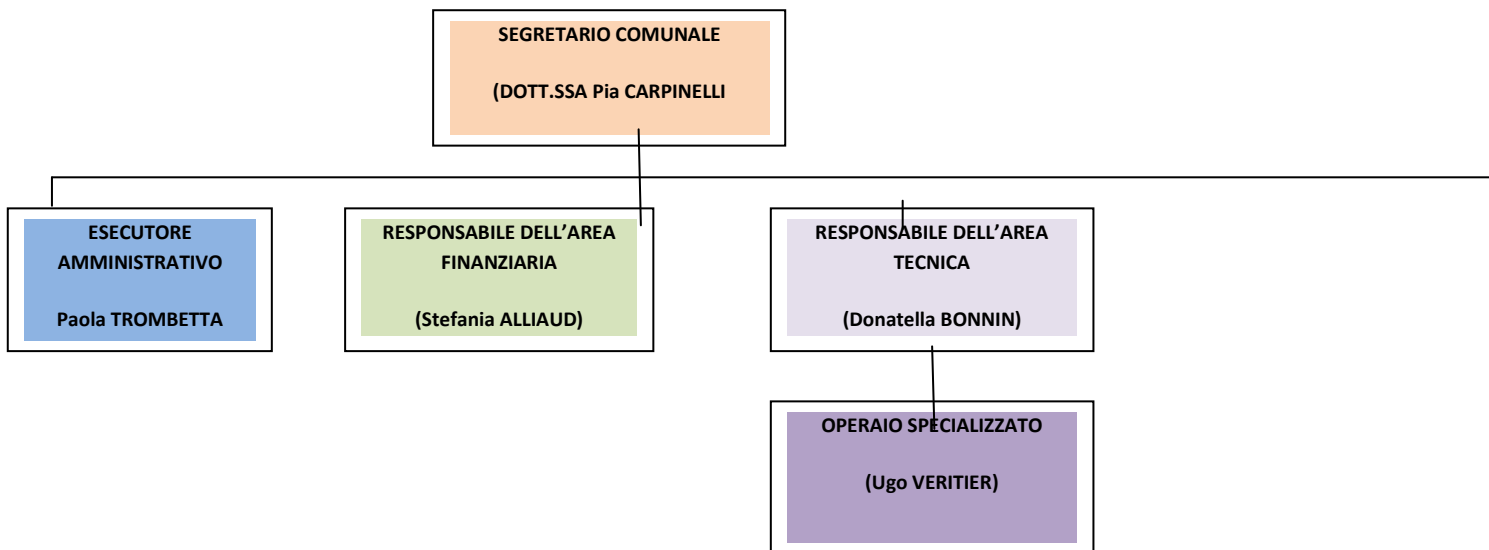 SEGRETARIO COMUNALE
(DOTT.SSA Pia CARPINELLI
ESECUTORE
AMMINISTRATIVO
Paola TROMBETTA
RESPONSABILE DELL’AREA
FINANZIARIA
(Stefania ALLIAUD)
RESPONSABILE DELL’AREA
TECNICA
(Donatella BONNIN)
OPERAIO SPECIALIZZATO
(Ugo VERITIER)